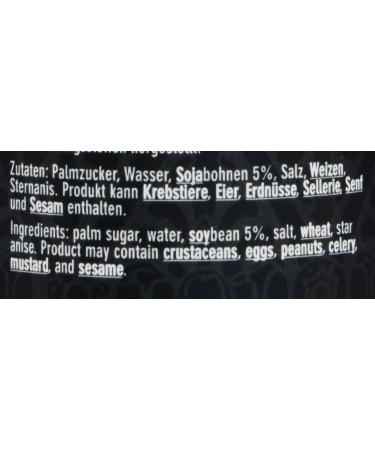 Zutaten: Palmzucker, Wasser, Sojabohnen 5%, Salz, Weizen,
Sternanis. Produkt kann Krebstiere, Eier, Erdnüsse, Sellerie, Senf
und Sesam enthalten.
Ingredients: palm sugar, water, soybean 5%, salt, wheat, star
anise. Product may contain crustaceans, eggs, peanuts, celery,
mustard, and sesame.